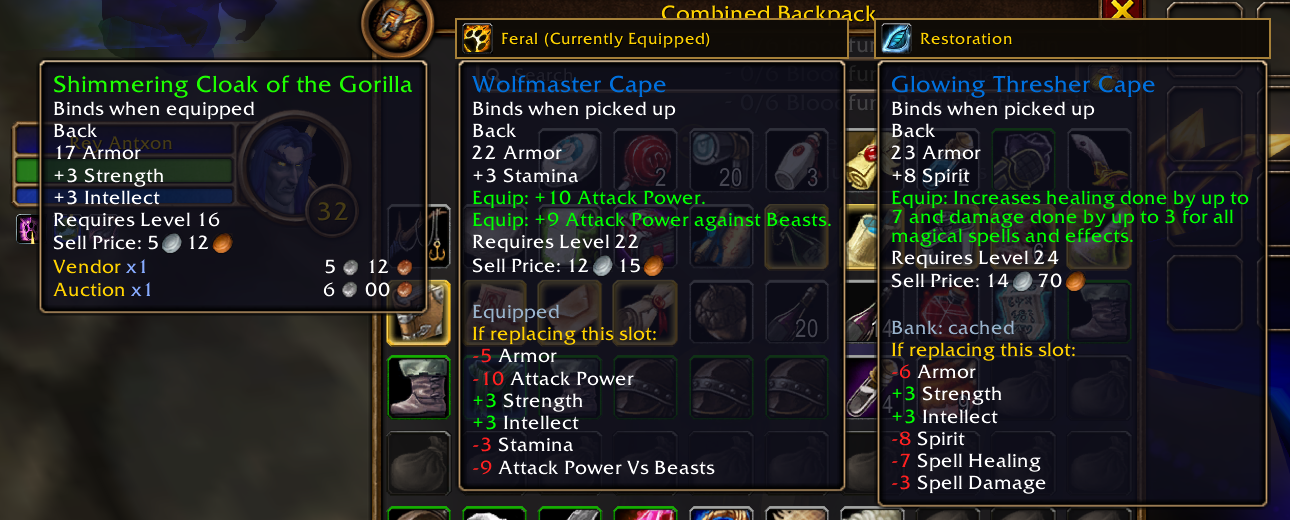 Combined Backpack
Feral (Currently Equipped)
Restoration
Shimmering Cloak of the Gorilla
Binds when equipped
Back
17 Armor
+3 Strength
+3 Intellect
Requires Level 16
Sell Price: 5 12
Vendor x1 5 12
Auction x1 6 00
32
Wolfmaster Cape
Binds when picked up
Back
22 Armor
+3 Stamina
Equip: +10 Attack Power.
Equip: +9 Attack Power against Beasts.
Requires Level 22
Sell Price: 12 15
Equipped
If replacing this slot:
-5 Armor
-10 Attack Power
+3 Strength
+3 Intellect
-3 Stamina
-9 Attack Power Vs Beasts
Glowing Thresher Cape
Binds when picked up
Back
23 Armor
+8 Spirit
Equip: Increases healing done by up to
7 and damage done by up to 3 for all
magical spells and effects.
Requires Level 24
Sell Price: 14 70
Bank: cached
If replacing this slot:
-6 Armor
+3 Strength
+3 Intellect
-8 Spirit
-7 Spell Healing
-3 Spell Damage
Search
2
20
3
20